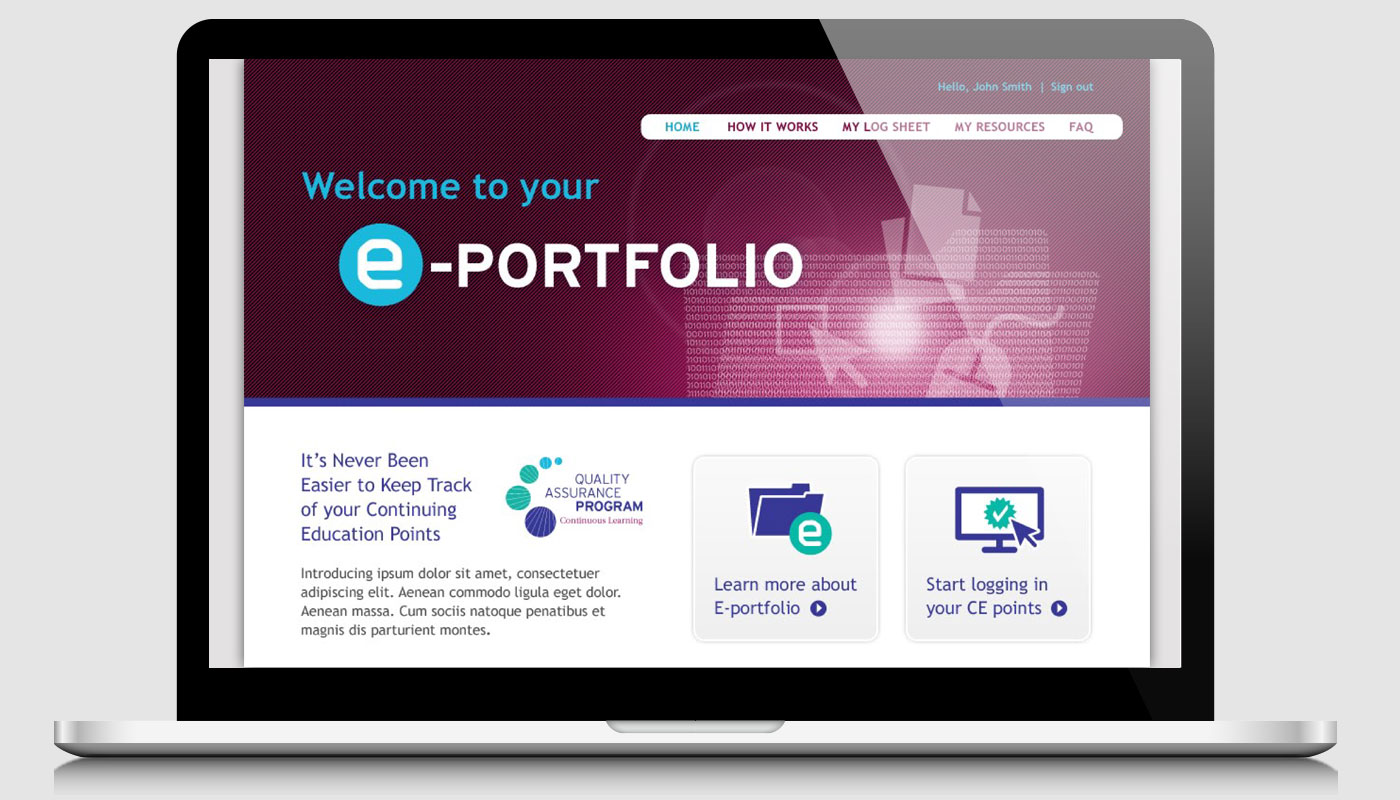 Hello, John Smith | Sign out
HOME HOW IT WORKS MY LOG SHEET MY RESOURCES FAQ
Welcome to your
e-PORTFOLIO
It's Never Been
Easier to Keep Track
of your Continuing
Education Points
QUALITY
ASSURANCE
PROGRAM
Continuous Learning
Introducing ipsum dolor sit amet, consectetuer
adipiscing elit. Aenean commodo ligula eget dolor.
Aenean massa. Cum sociis natoque penatibus et
magnis dis parturient montes.
e
Learn more about
E-portfolio
Start logging in
your CE points